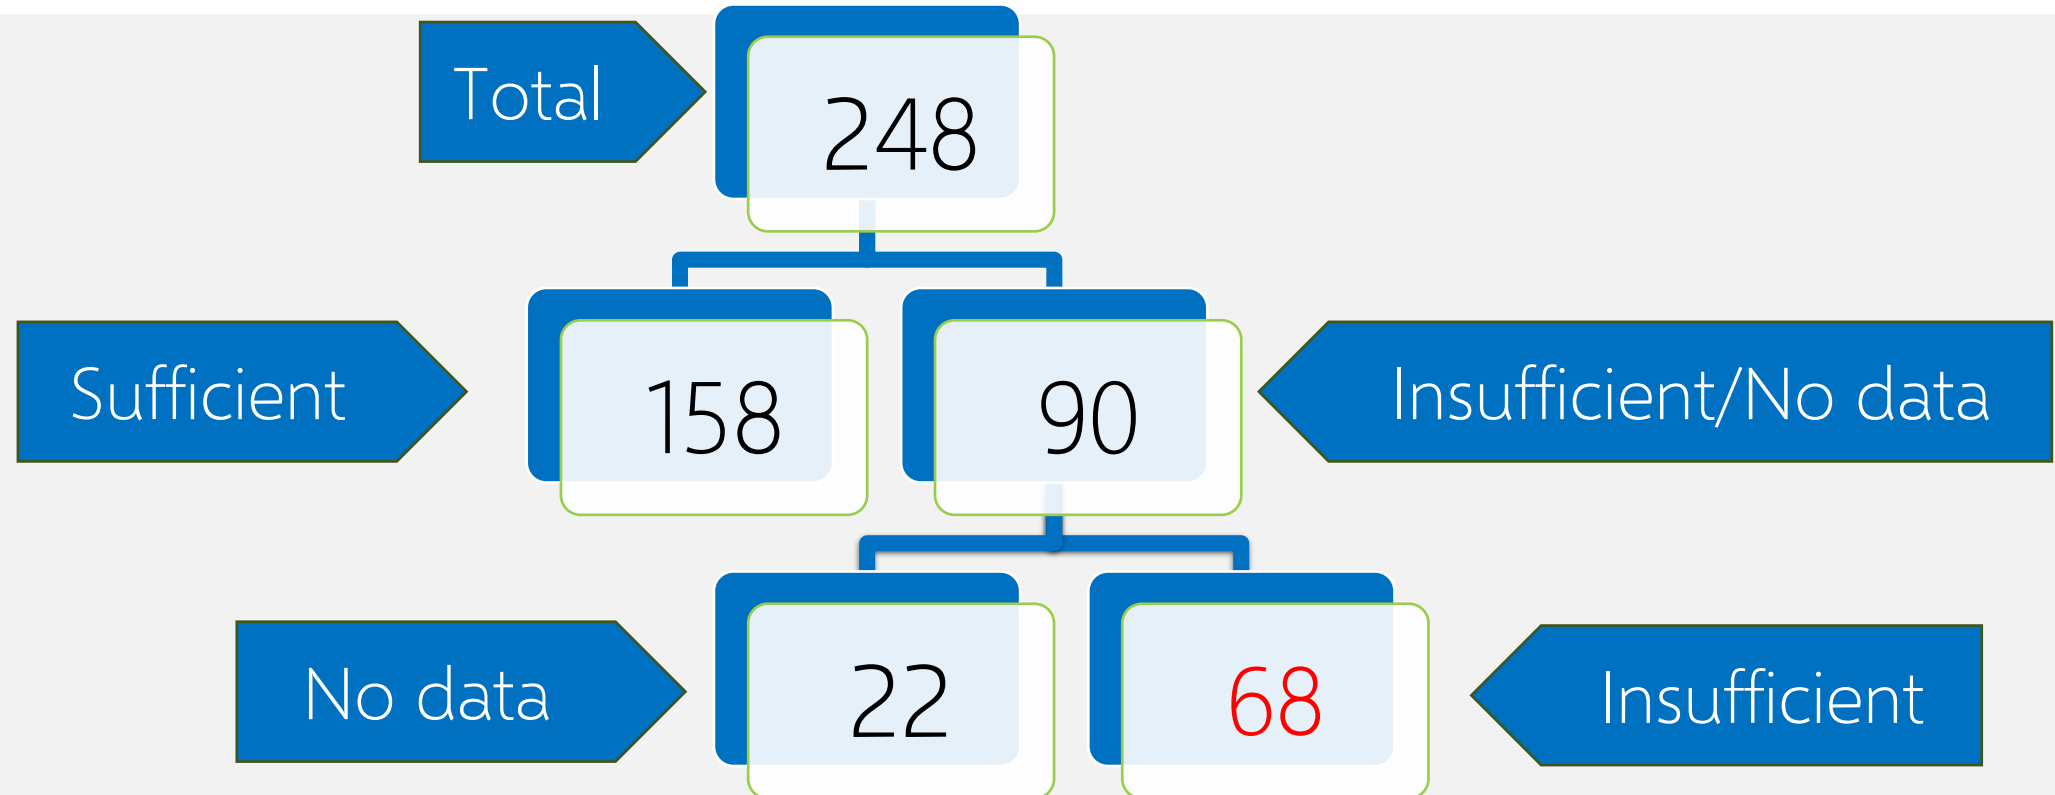 Total
248
Sufficient
158
90
Insufficient/No data
No data
22
68
Insufficient